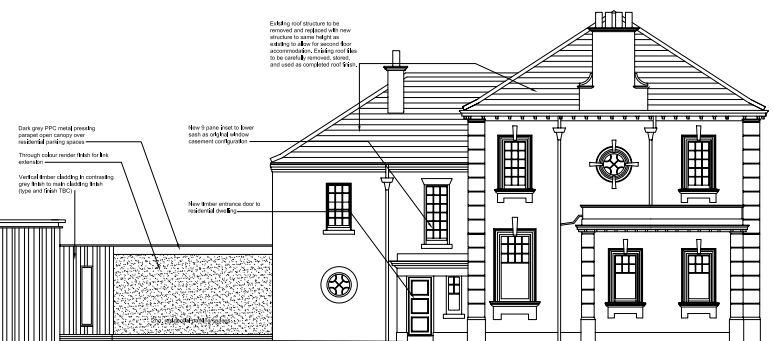 Existing roof structure to be
removed and replaced with new
structure to same height as
existing to allow for second floor
accommodation. Existing roof tiles
to be carefully removed, stored,
and used as completed roof finish.
Dark grey PPC metal pressing
parapet open canopy over
residential parking spaces
Through colour render finish for link
extension
Vertical timber cladding in contrasting
grey finish to main cladding finish
(type and finish TBC)
New 9 pane inset to lower
sash as original window
casement configuration
New timber entrance door to
residential dwelling